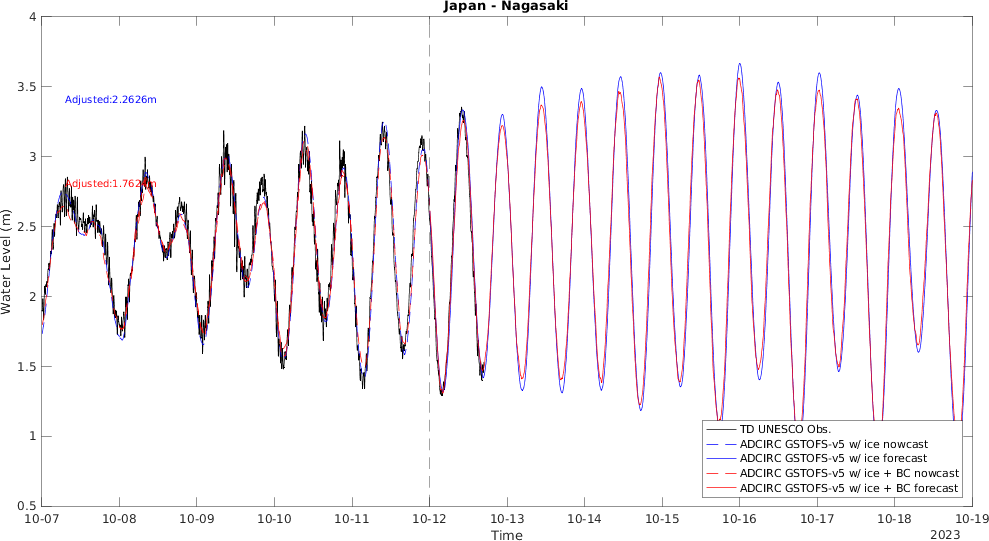 Japan - Nagasaki
4
3.5
3
2.5
2
1.5
1
0.5
Water Level (m)
Adjusted:2.2626m
TD UNESCO Obs.
ADCIRC GSTOFS-v5 w/ ice nowcast
ADCIRC GSTOFS-v5 w/ ice forecast
ADCIRC GSTOFS-v5 w/ ice + BC nowcast
ADCIRC GSTOFS-v5 w/ ice + BC forecast
10-07 10-08 10-09 10-10 10-11 10-12 10-13 10-14 10-15 10-16 10-17 10-18 10-19
Time
2023